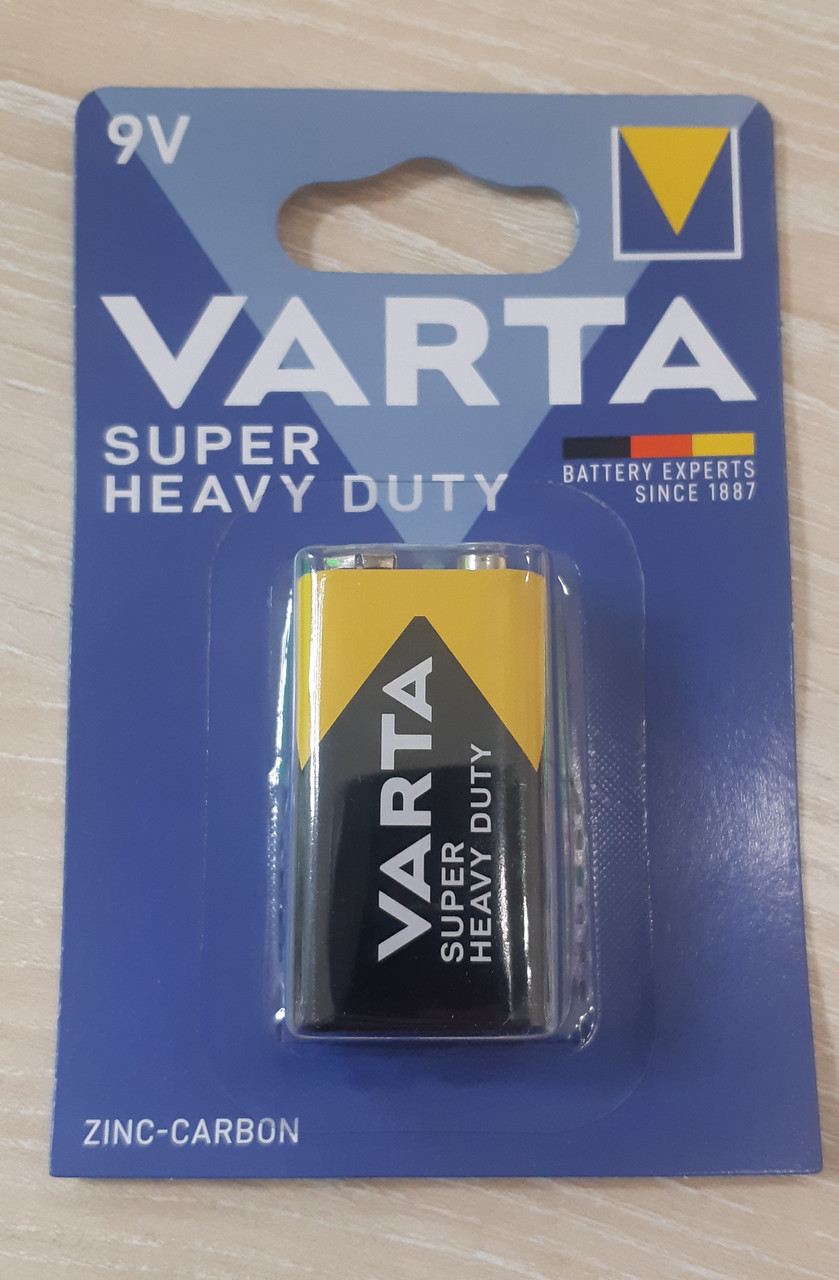 9V
VARTA
SUPER
HEAVY DUTY
BATTERY EXPERTS
SINCE 1887
VARTA
SUPER
HEAVY DUTY
ZINC-CARBON